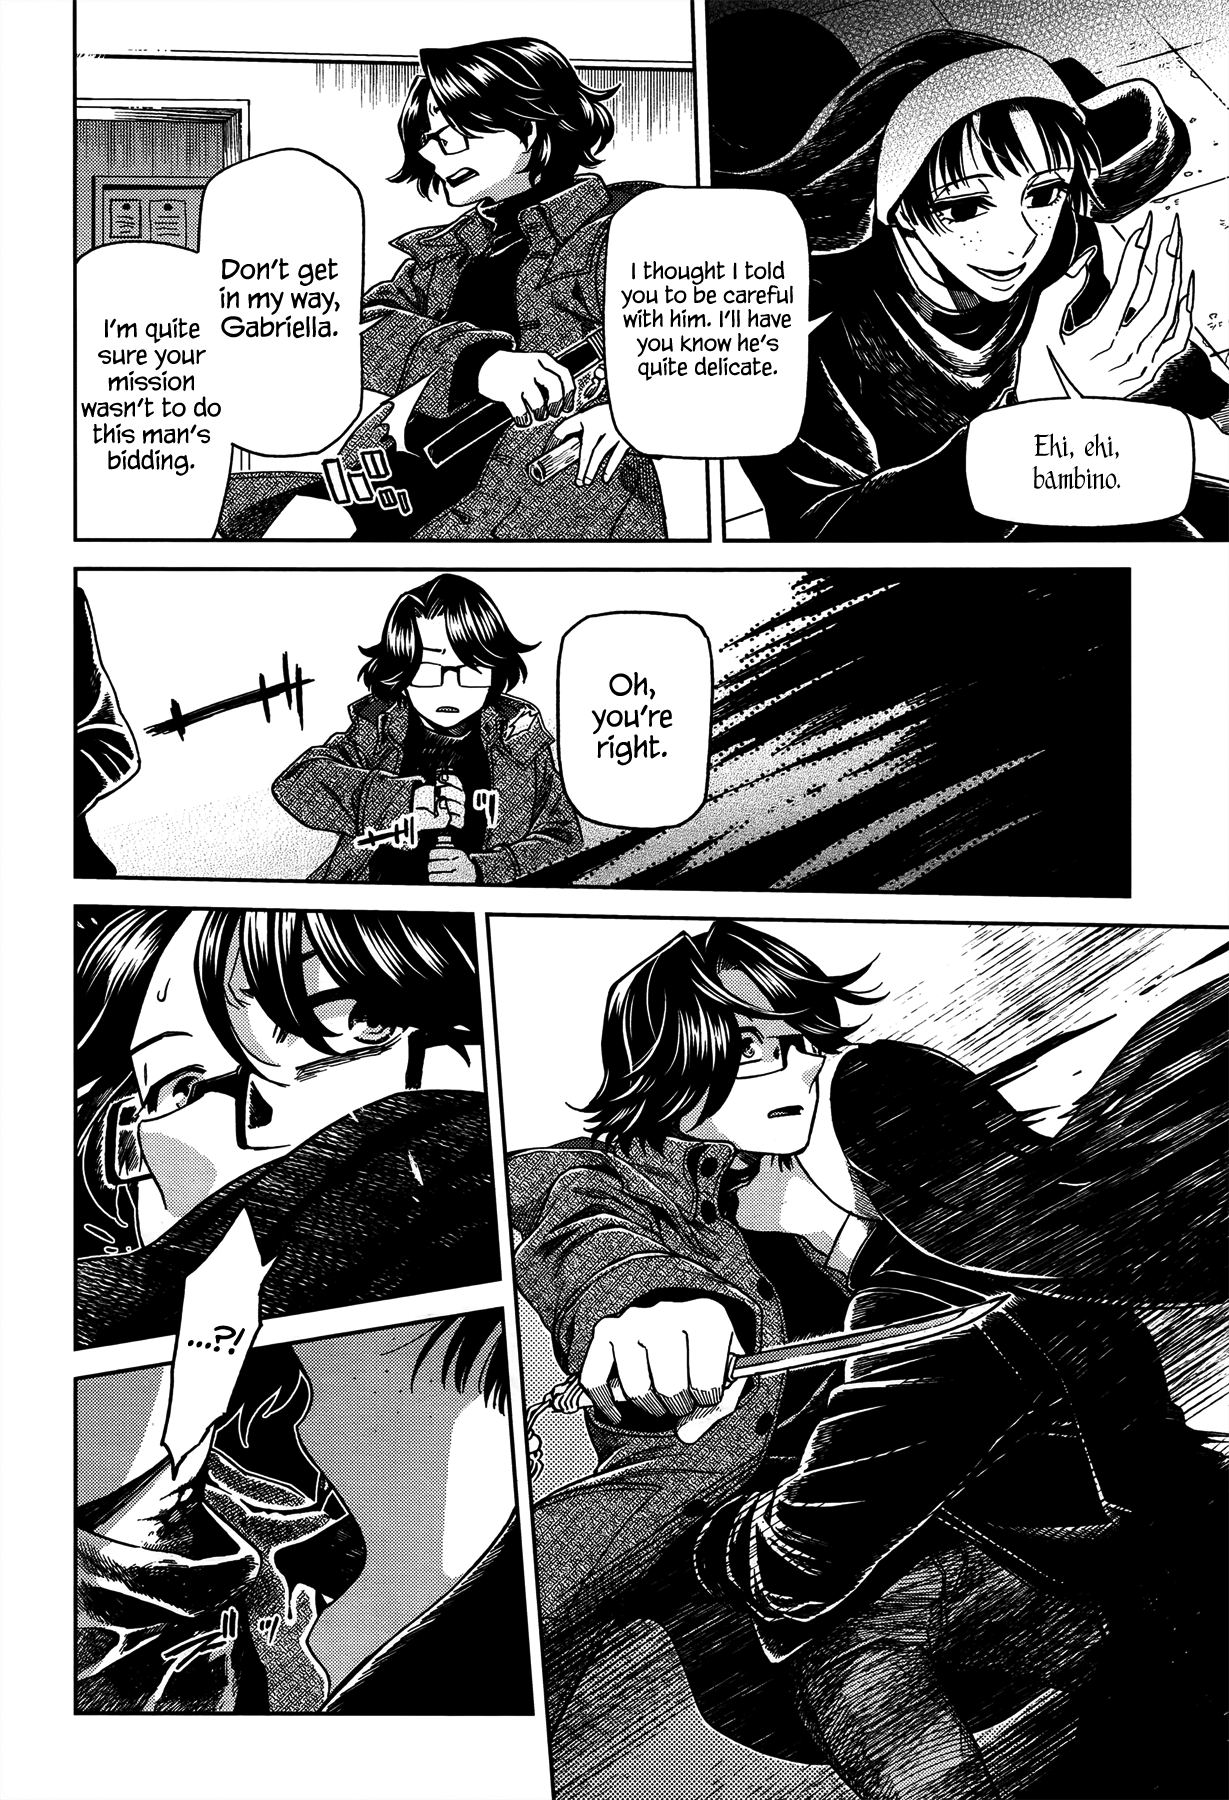 Ehi, ehi,
bambino.
I thought I told
you to be careful
with him. I'll have
you know he's
quite delicate.
Don't get
in my way,
Gabriella.
I'm quite
sure your
mission
wasn't to do
this man's
bidding.
Oh,
you're
right.
....?!